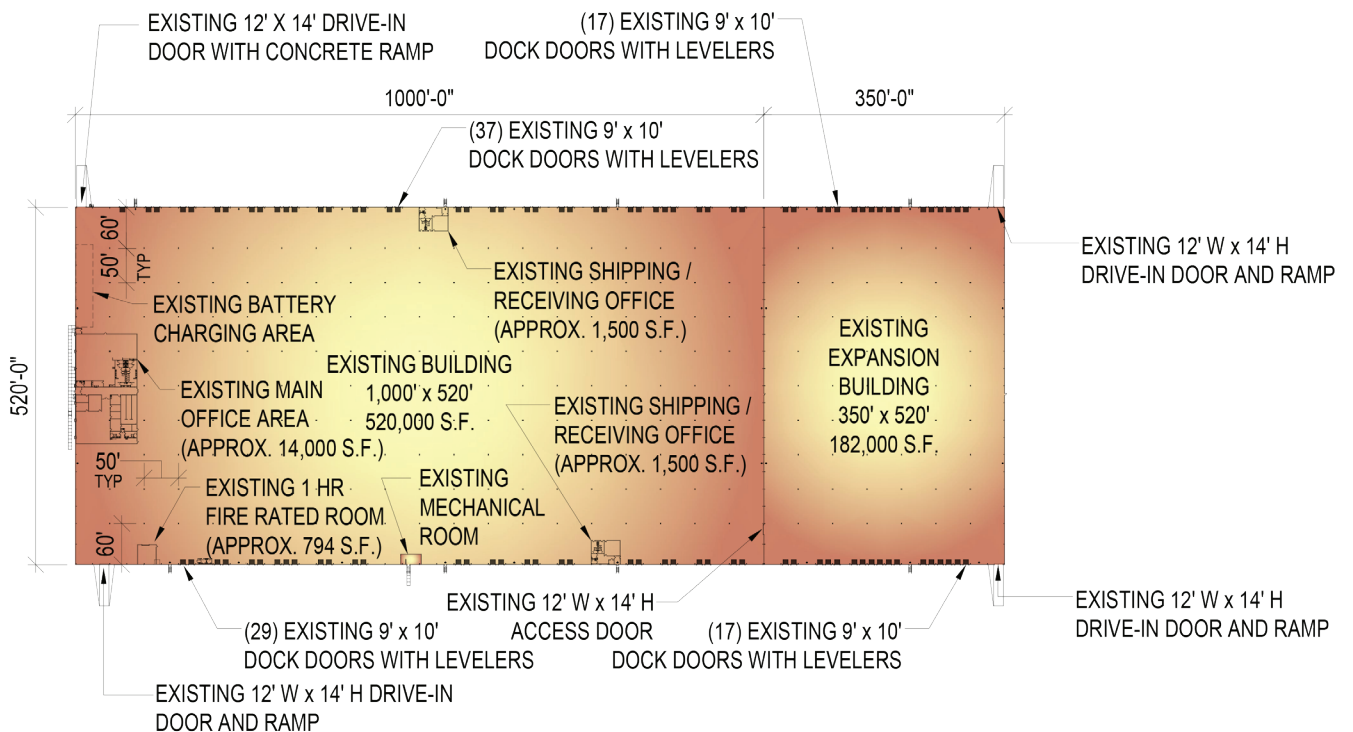 EXISTING 12' X 14' DRIVE-IN
DOOR WITH CONCRETE RAMP
(17) EXISTING 9' x 10'
DOCK DOORS WITH LEVELERS
1000'-0"
350'-0"
(37) EXISTING 9' x 10'
DOCK DOORS WITH LEVELERS
60'
50'
TYP
EXISTING 12' W x 14' H
DRIVE-IN DOOR AND RAMP
EXISTING SHIPPING /
RECEIVING OFFICE
(APPROX. 1,500 S.F.)
EXISTING BATTERY
CHARGING AREA
EXISTING
EXPANSION
BUILDING
350' x 520'
182,000 S.F.
520'-0"
EXISTING BUILDING
1,000' x 520'
520,000 S.F.
EXISTING MAIN
OFFICE AREA
(APPROX. 14,000 S.F.)
EXISTING SHIPPING /
RECEIVING OFFICE
(APPROX. 1,500 S.F.)
50'
TYP
EXISTING 1 HR
FIRE RATED ROOM
(APPROX. 794 S.F.)
EXISTING
MECHANICAL
ROOM
60'
EXISTING 12' W x 14' H
ACCESS DOOR
EXISTING 12' W x 14' H
DRIVE-IN DOOR AND RAMP
(29) EXISTING 9' x 10'
DOCK DOORS WITH LEVELERS
(17) EXISTING 9' x 10'
DOCK DOORS WITH LEVELERS
EXISTING 12' W x 14' H DRIVE-IN
DOOR AND RAMP